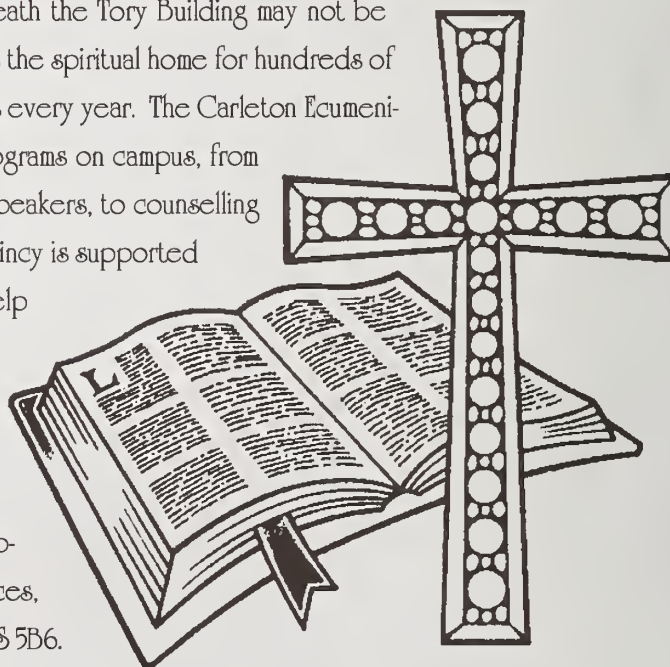 eath the Tory Building may not be
the spiritual home for hundreds of
s every year. The Carleton Ecumeni-
ograms on campus, from
peakers, to counselling
incy is supported
elp
L
o-
ces,
S 5B6.